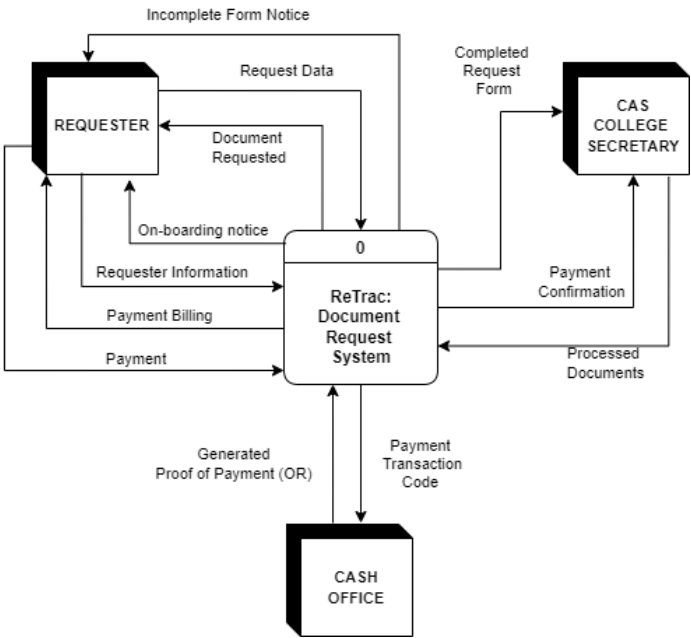 Incomplete Form Notice
Request Data
Completed
Request
Form
REQUESTER
Document
Requested
CAS
COLLEGE
SECRETARY
On-boarding notice
0
Requester Information
ReTrac:
Document
Request
System
Payment
Confirmation
Payment Billing
Payment
Processed
Documents
Generated
Proof of Payment (OR)
Payment
Transaction
Code
CASH
OFFICE